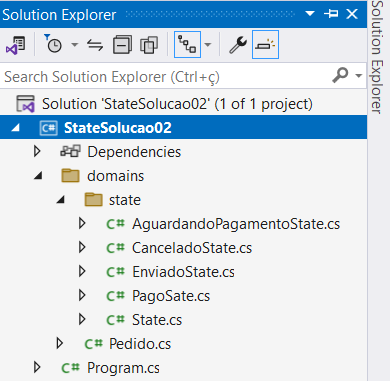 Solution Explorer
Search Solution Explorer (Ctrl+ç)
Solution 'StateSolucao02' (1 of 1 project)
C# StateSolucao02
Dependencies
domains
state
C# AguardandoPagamentoState.cs
C# CanceladoState.cs
C# EnviadoState.cs
C# PagoSate.cs
C# State.cs
C# Pedido.cs
C# Program.cs
Solution Explorer